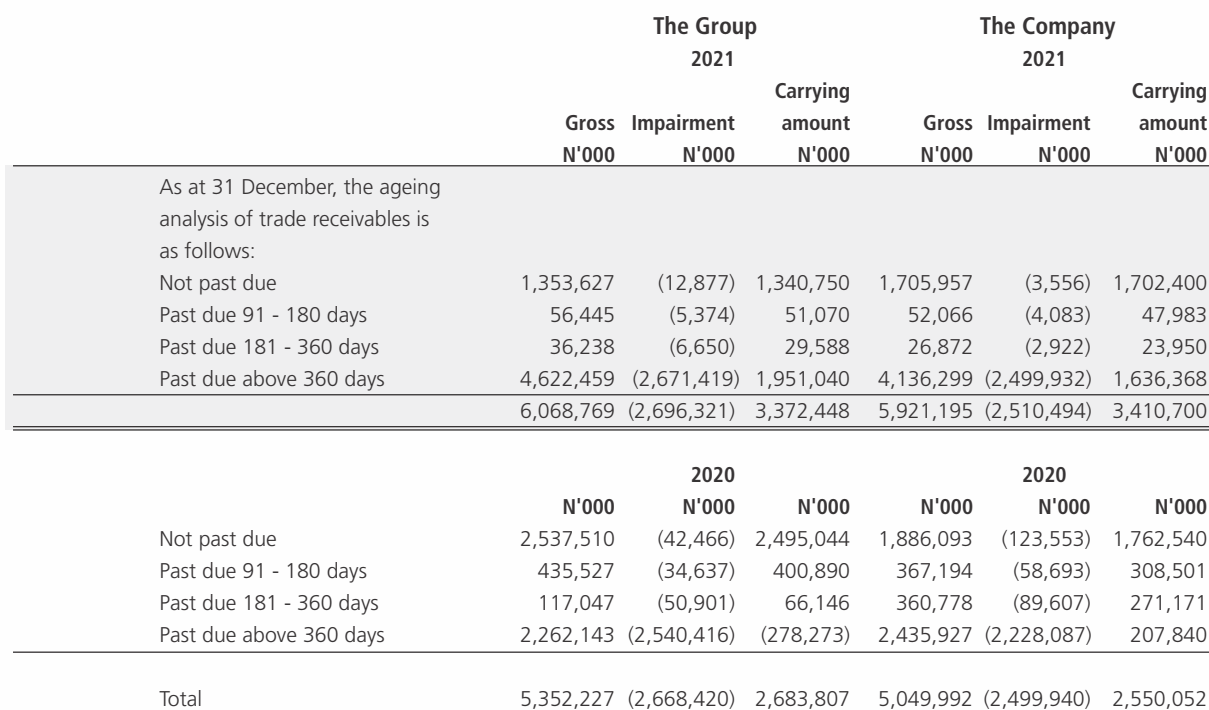 The Group The Company
2021 2021
Carrying Carrying
Gross Impairment amount Gross Impairment amount
N'000 N'000 N'000 N'000 N'000 N'000
As at 31 December, the ageing
analysis of trade receivables is
as follows:
Not past due 1,353,627 (12,877) 1,340,750 1,705,957 (3,556) 1,702,400
Past due 91 - 180 days 56,445 (5,374) 51,070 52,066 (4,083) 47,983
Past due 181 - 360 days 36,238 (6,650) 29,588 26,872 (2,922) 23,950
Past due above 360 days 4,622,459 (2,671,419) 1,951,040 4,136,299 (2,499,932) 1,636,368
6,068,769 (2,696,321) 3,372,448 5,921,195 (2,510,494) 3,410,700
2020 2020
N'000 N'000 N'000 N'000 N'000 N'000
Not past due 2,537,510 (42,466) 2,495,044 1,886,093 (123,553) 1,762,540
Past due 91 - 180 days 435,527 (34,637) 400,890 367,194 (58,693) 308,501
Past due 181 - 360 days 117,047 (50,901) 66,146 360,778 (89,607) 271,171
Past due above 360 days 2,262,143 (2,540,416) (278,273) 2,435,927 (2,228,087) 207,840
Total 5,352,227 (2,668,420) 2,683,807 5,049,992 (2,499,940) 2,550,052